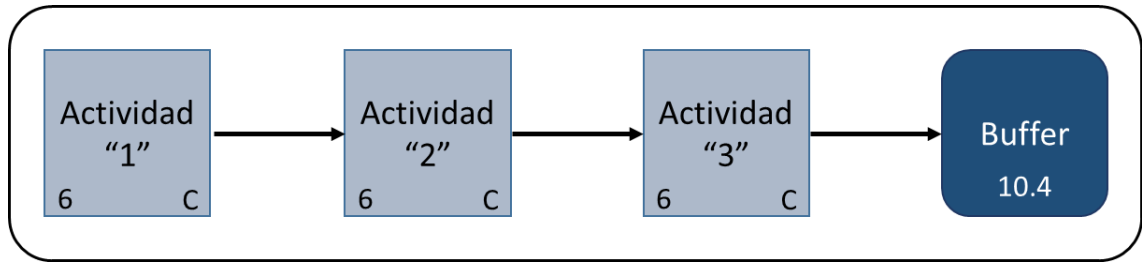 Actividad
“1”
6 C
Actividad
“2”
6 C
Actividad
“3”
6 C
Buffer
10.4